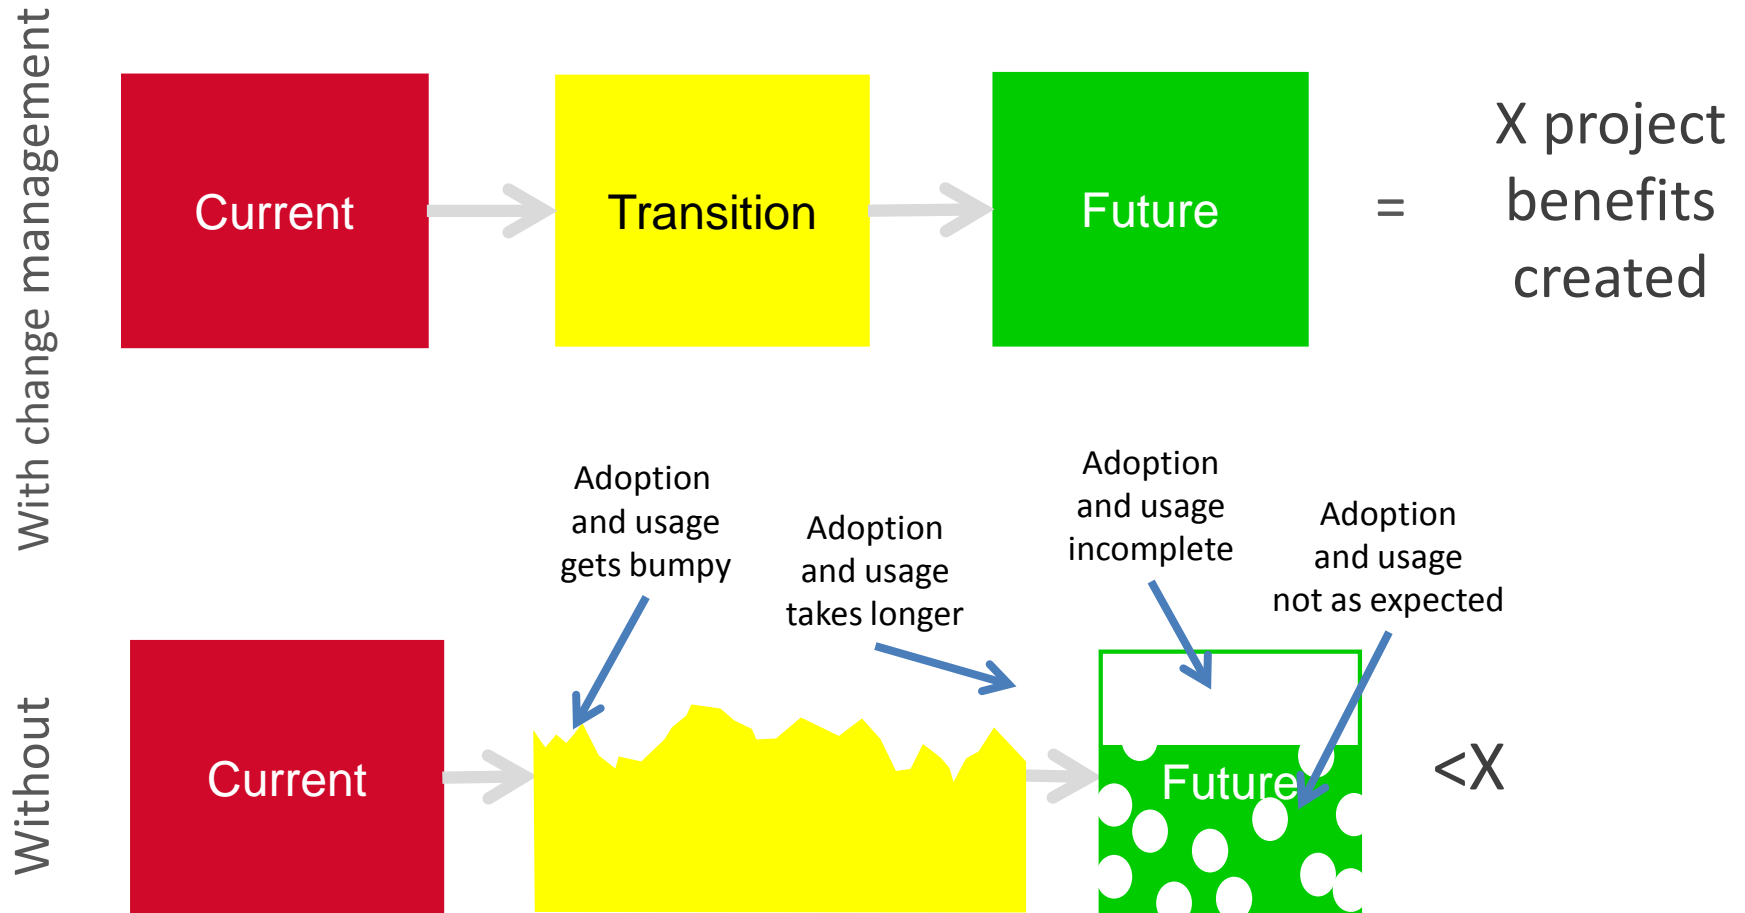 With change management
Current
Transition
Future
=
X project
benefits
created
Adoption
and usage
gets bumpy
Adoption
and usage
takes longer
Adoption
and usage
incomplete
Adoption
and usage
not as expected
Without
Current
Future
<X